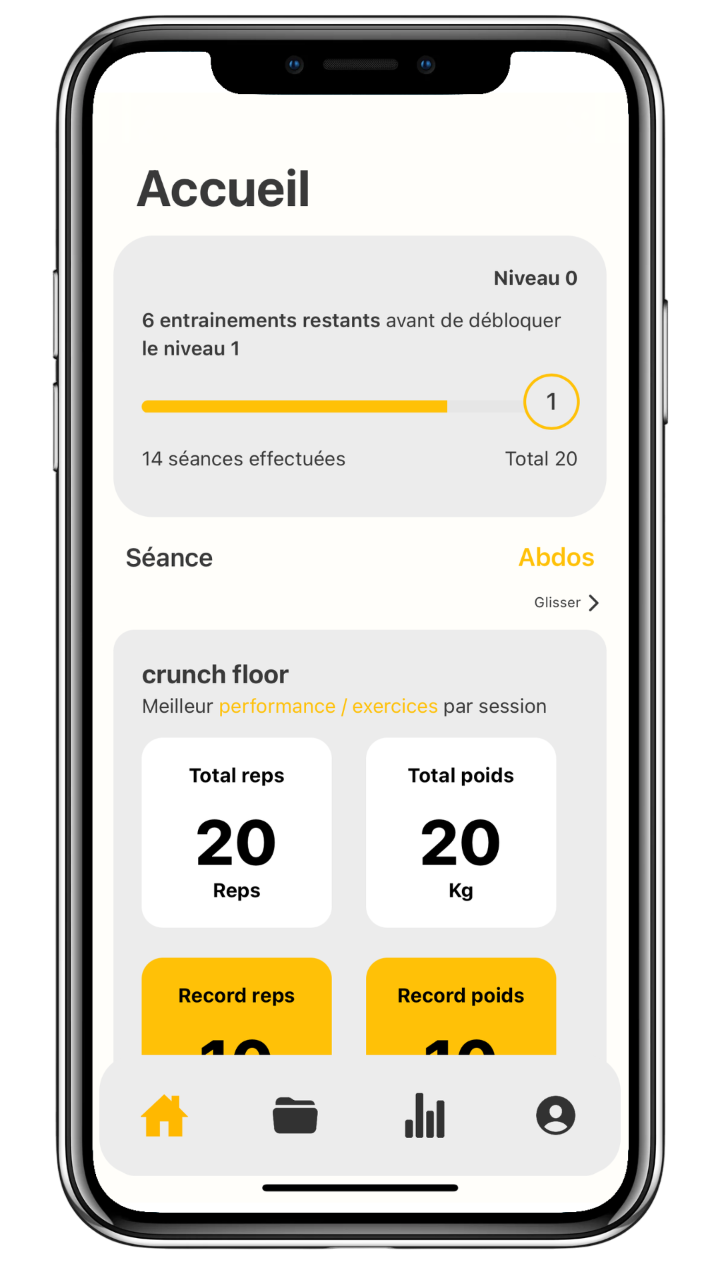 Accueil
Niveau 0
6 entrainements restants avant de débloquer
le niveau 1
1
14 séances effectuées
Total 20
Séance
Abdos
Glisser
crunch floor
Meilleur performance / exercices par session
Total reps
Total poids
20
20
Reps
Kg
Record reps
Record poids